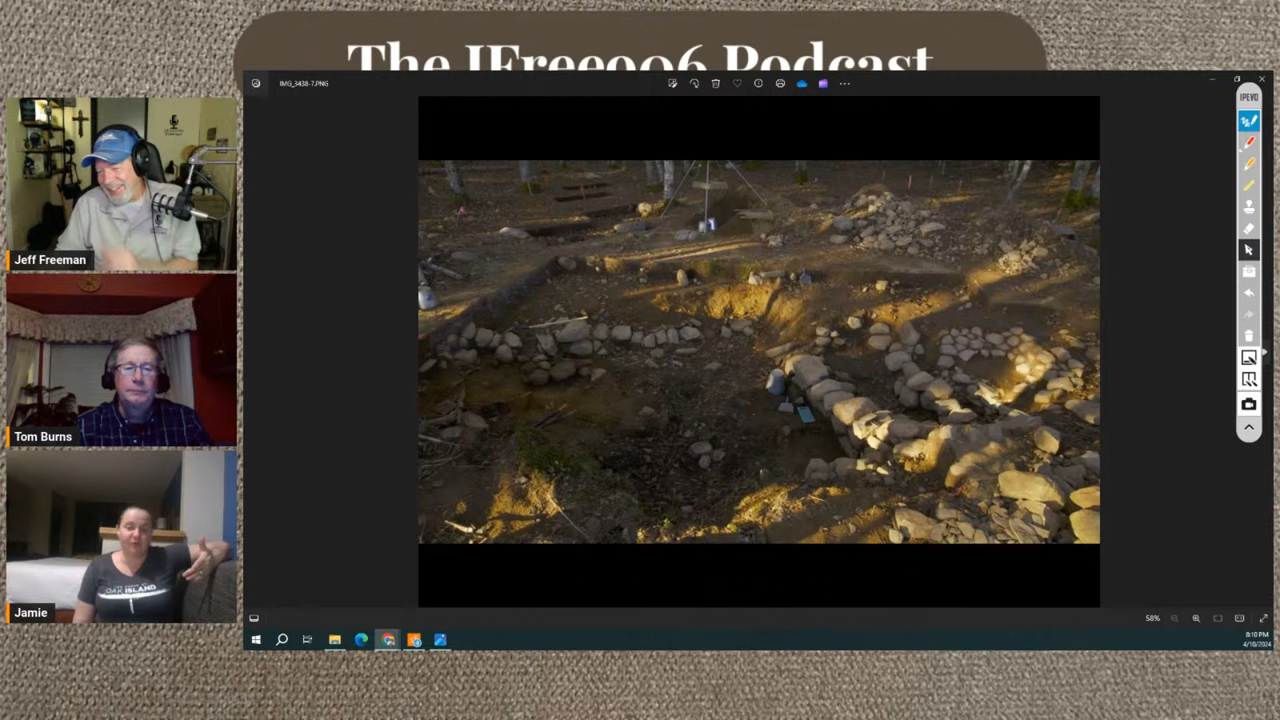 The JFree006 Podcast
IMG_3438-7.PNG
IPEVO
Jeff Freeman
Tom Burns
OAK ISLAND
Jamie
58%
8:10 PM
4/18/2024